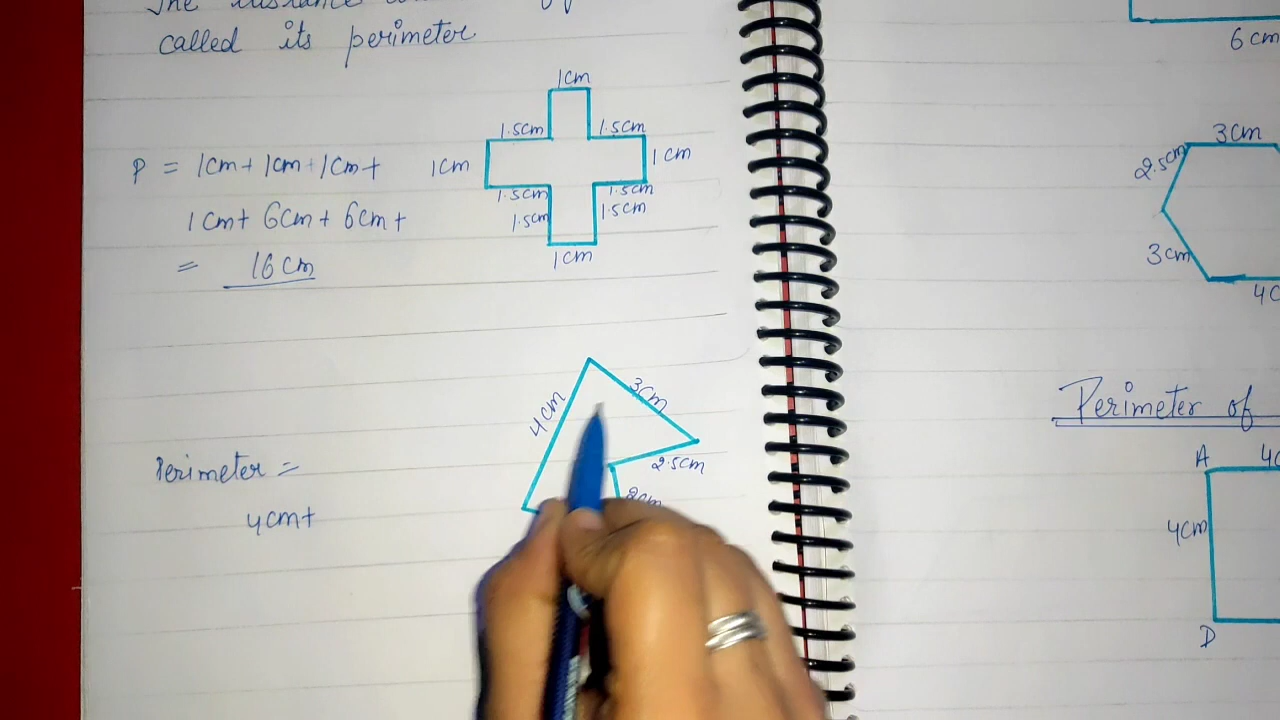 called its perimeter
1cm
1.5cm 1.5cm
P = 1cm+ 1cm+1cm+ 1cm 1cm
1.5cm 1.5cm
1cm+ 6cm+ 6cm+ 1.5cm 1.5cm
= 16cm 1cm
4cm 3cm
Perimeter = 2.5cm
2cm
4cm+
6cm
3cm
2.5cm
3cm
Perimeter of
A
4cm
D